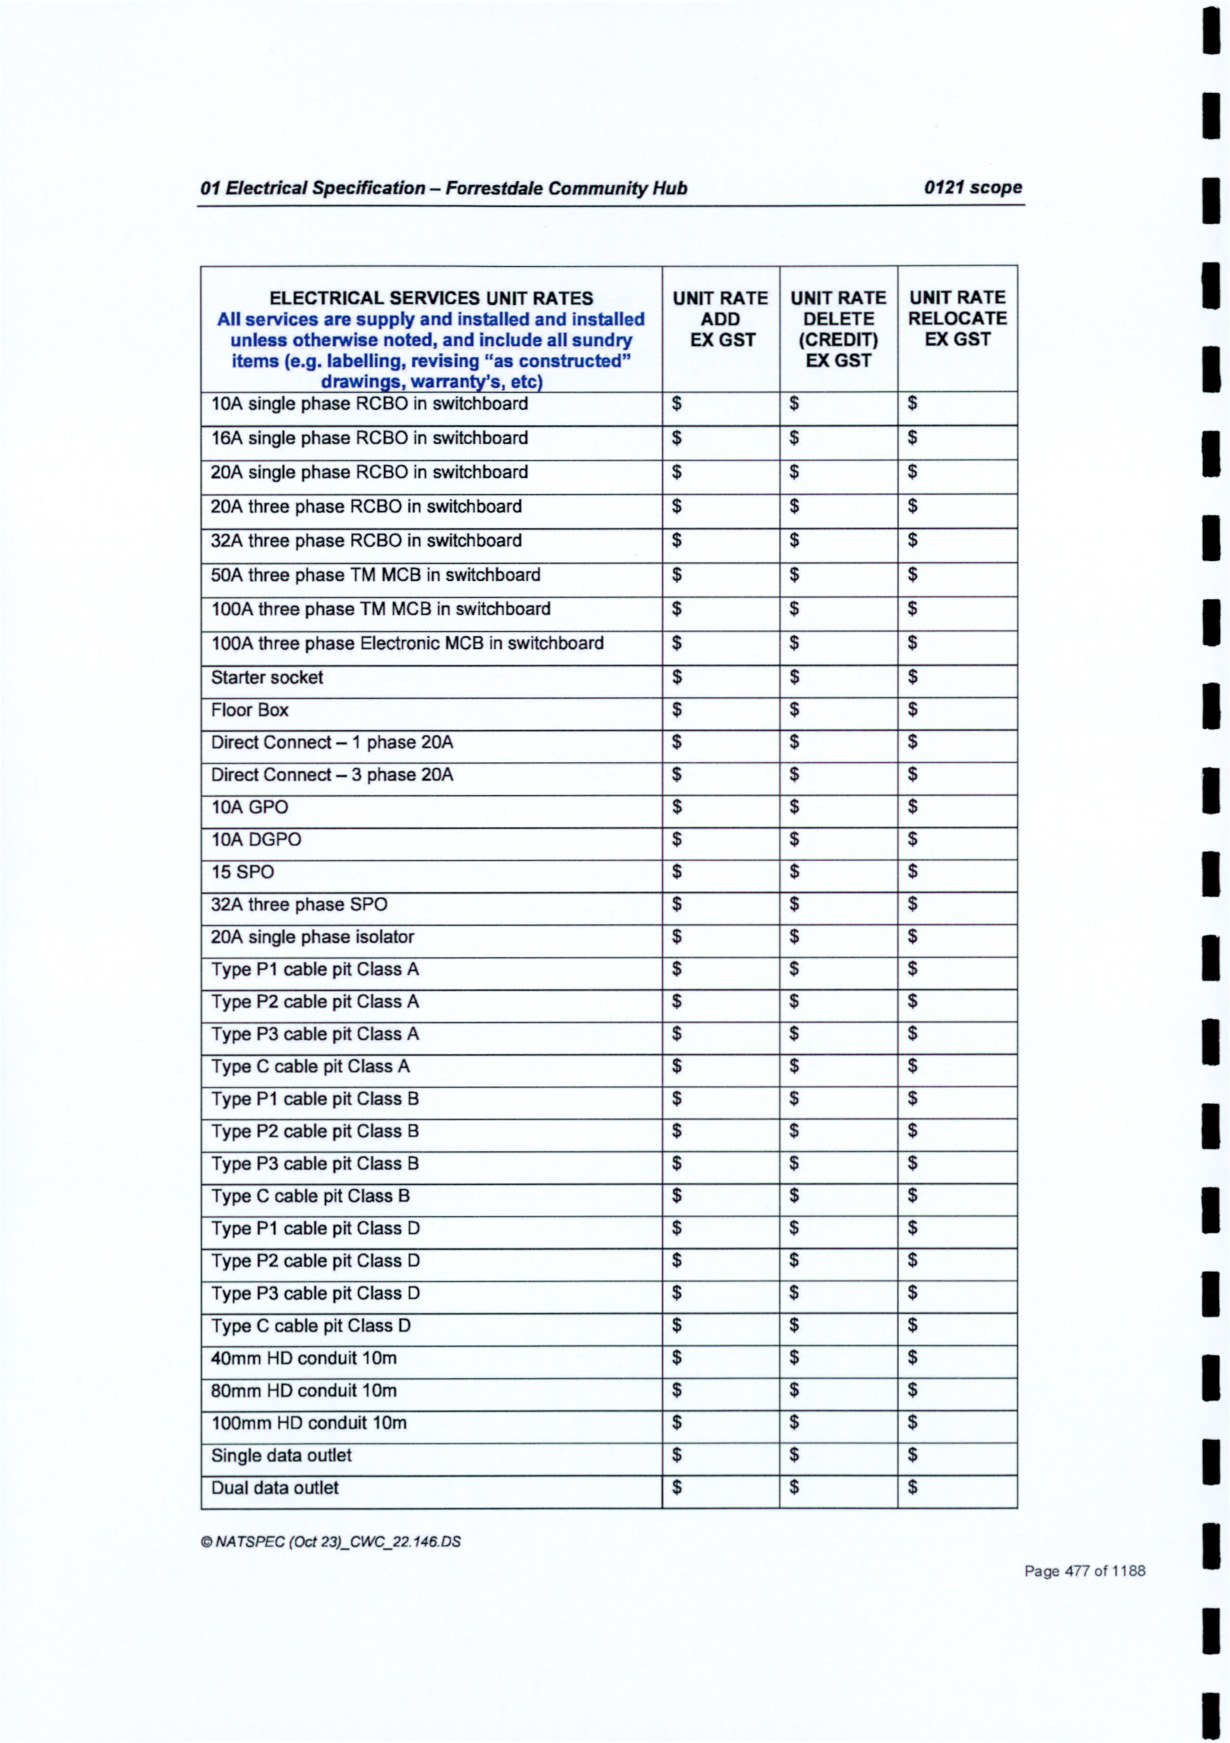 01 Electrical Specification – Forrestdale Community Hub 0121 scope
ELECTRICAL SERVICES UNIT RATES
All services are supply and installed and installed
unless otherwise noted, and include all sundry
items (e.g. labelling, revising “as constructed”
drawings, warranty’s, etc)
UNIT RATE
ADD
EX GST
UNIT RATE
DELETE
(CREDIT)
EX GST
UNIT RATE
RELOCATE
EX GST
10A single phase RCBO in switchboard $ $ $
16A single phase RCBO in switchboard $ $ $
20A single phase RCBO in switchboard $ $ $
20A three phase RCBO in switchboard $ $ $
32A three phase RCBO in switchboard $ $ $
50A three phase TM MCB in switchboard $ $ $
100A three phase TM MCB in switchboard $ $ $
100A three phase Electronic MCB in switchboard $ $ $
Starter socket $ $ $
Floor Box $ $ $
Direct Connect – 1 phase 20A $ $ $
Direct Connect – 3 phase 20A $ $ $
10A GPO $ $ $
10A DGPO $ $ $
15 SPO $ $ $
32A three phase SPO $ $ $
20A single phase isolator $ $ $
Type P1 cable pit Class A $ $ $
Type P2 cable pit Class A $ $ $
Type P3 cable pit Class A $ $ $
Type C cable pit Class A $ $ $
Type P1 cable pit Class B $ $ $
Type P2 cable pit Class B $ $ $
Type P3 cable pit Class B $ $ $
Type C cable pit Class B $ $ $
Type P1 cable pit Class D $ $ $
Type P2 cable pit Class D $ $ $
Type P3 cable pit Class D $ $ $
Type C cable pit Class D $ $ $
40mm HD conduit 10m $ $ $
80mm HD conduit 10m $ $ $
100mm HD conduit 10m $ $ $
Single data outlet $ $ $
Dual data outlet $ $ $
© NATSPEC (Oct 23)_CWC_22.146.DS
Page 477 of 1188